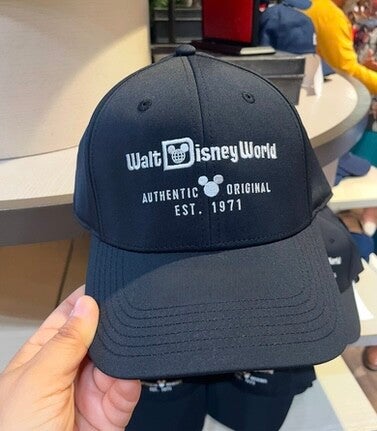 Walt Disney World
AUTHENTIC ORIGINAL
EST. 1971